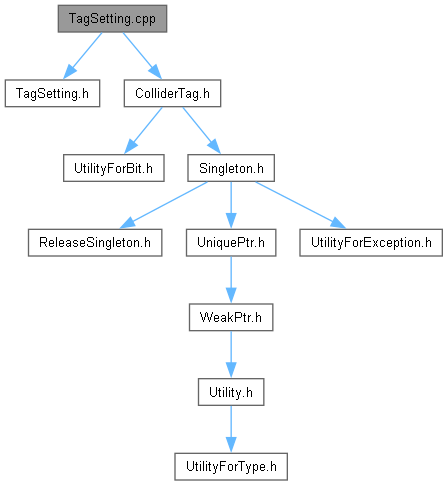 TagSetting.cpp
TagSetting.h
ColliderTag.h
UtilityForBit.h
Singleton.h
ReleaseSingleton.h
UniquePtr.h
UtilityForException.h
WeakPtr.h
Utility.h
UtilityForType.h